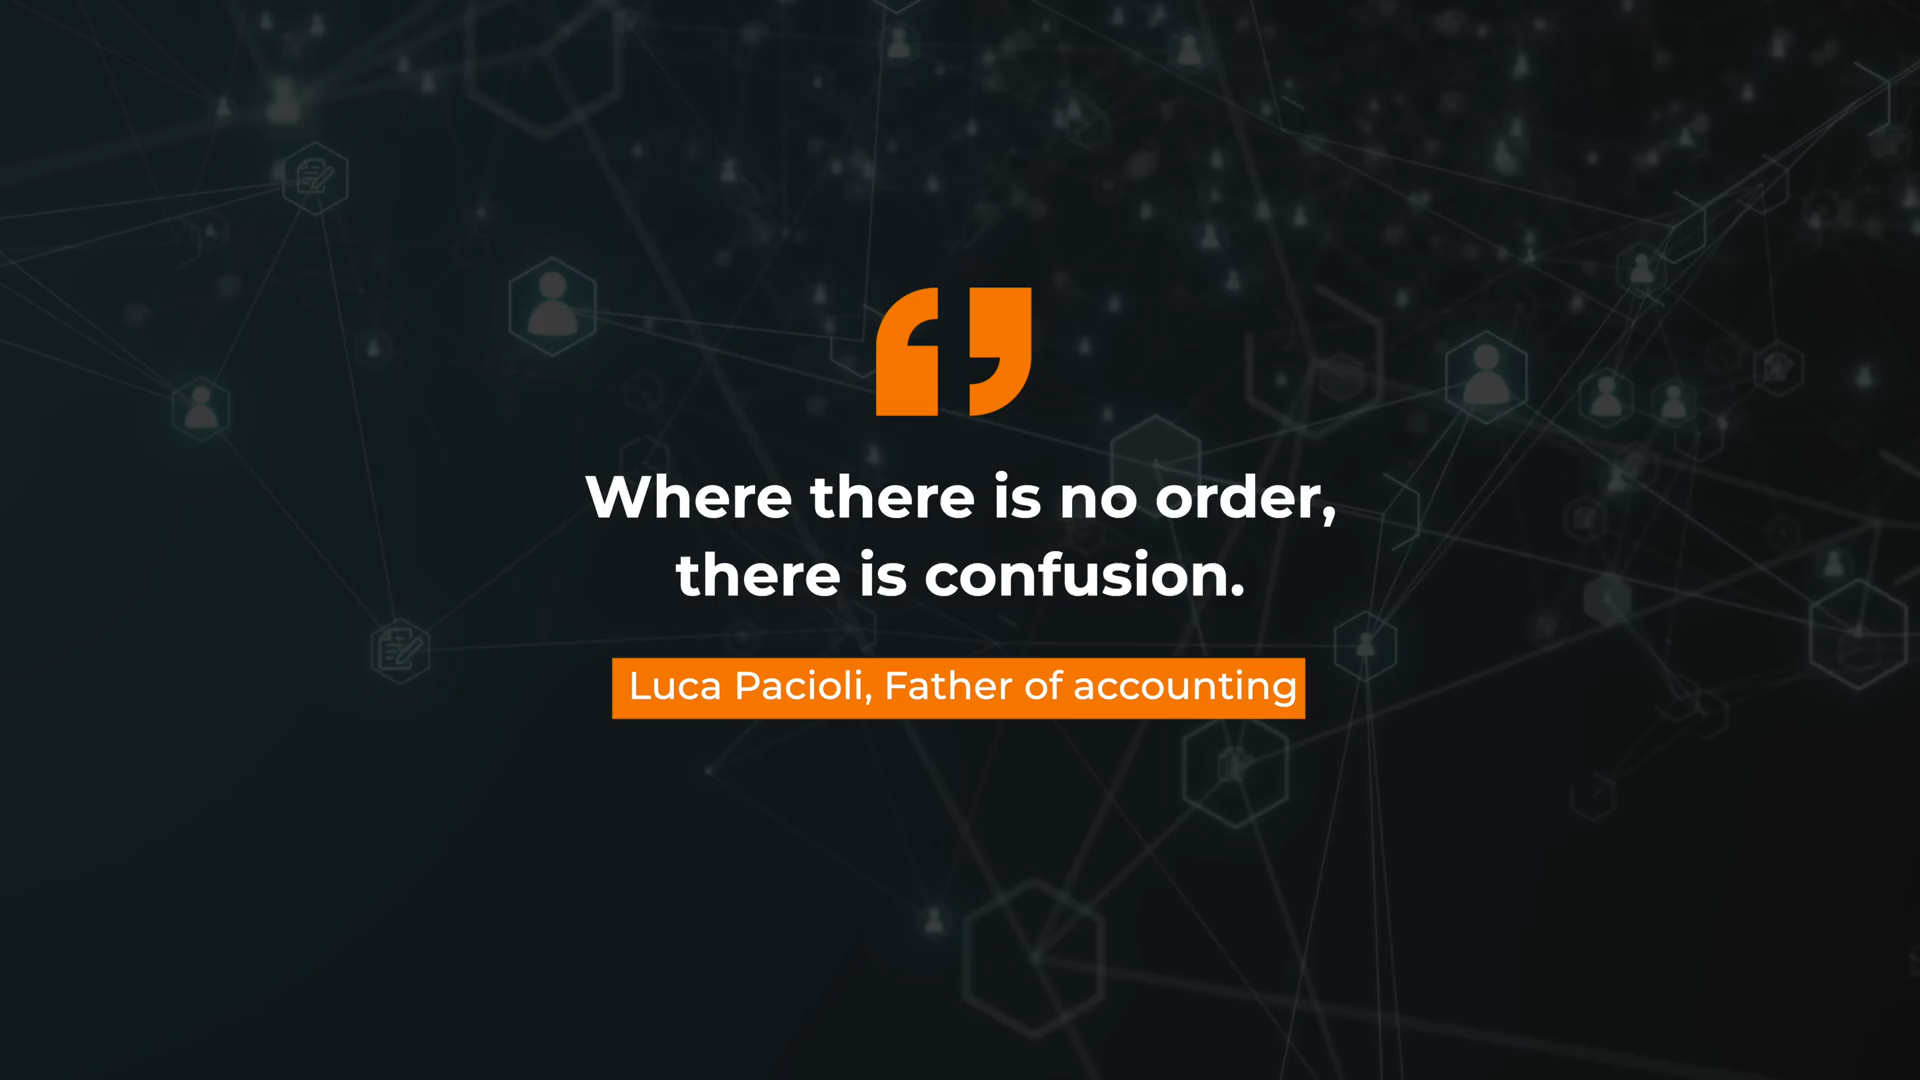 Where there is no order,
there is confusion.
Luca Pacioli, Father of accounting